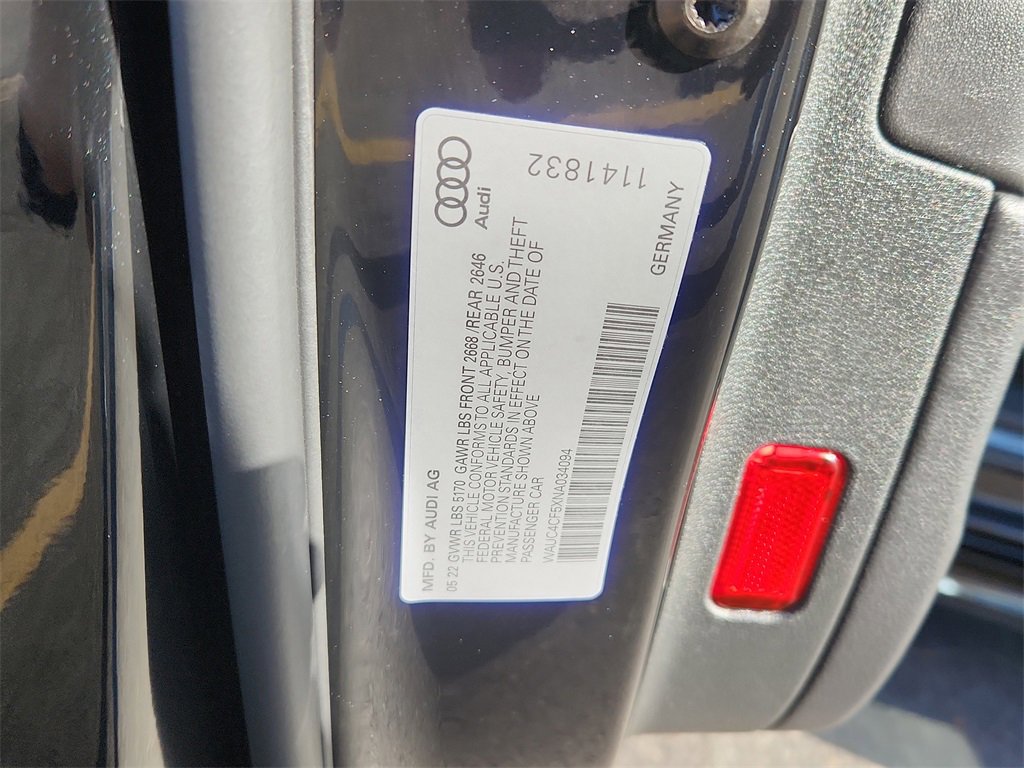 Audi
1141832
MFD. BY AUDI AG
05 22 GVWR LBS 5170 GAWR LBS FRONT 2668 /REAR 2646
THIS VEHICLE CONFORMS TO ALL APPLICABLE U.S.
FEDERAL MOTOR VEHICLE SAFETY, BUMPER AND THEFT
PREVENTION STANDARDS IN EFFECT ON THE DATE OF
MANUFACTURE SHOWN ABOVE
PASSENGER CAR
WAUC4CF5XNA034094
GERMANY